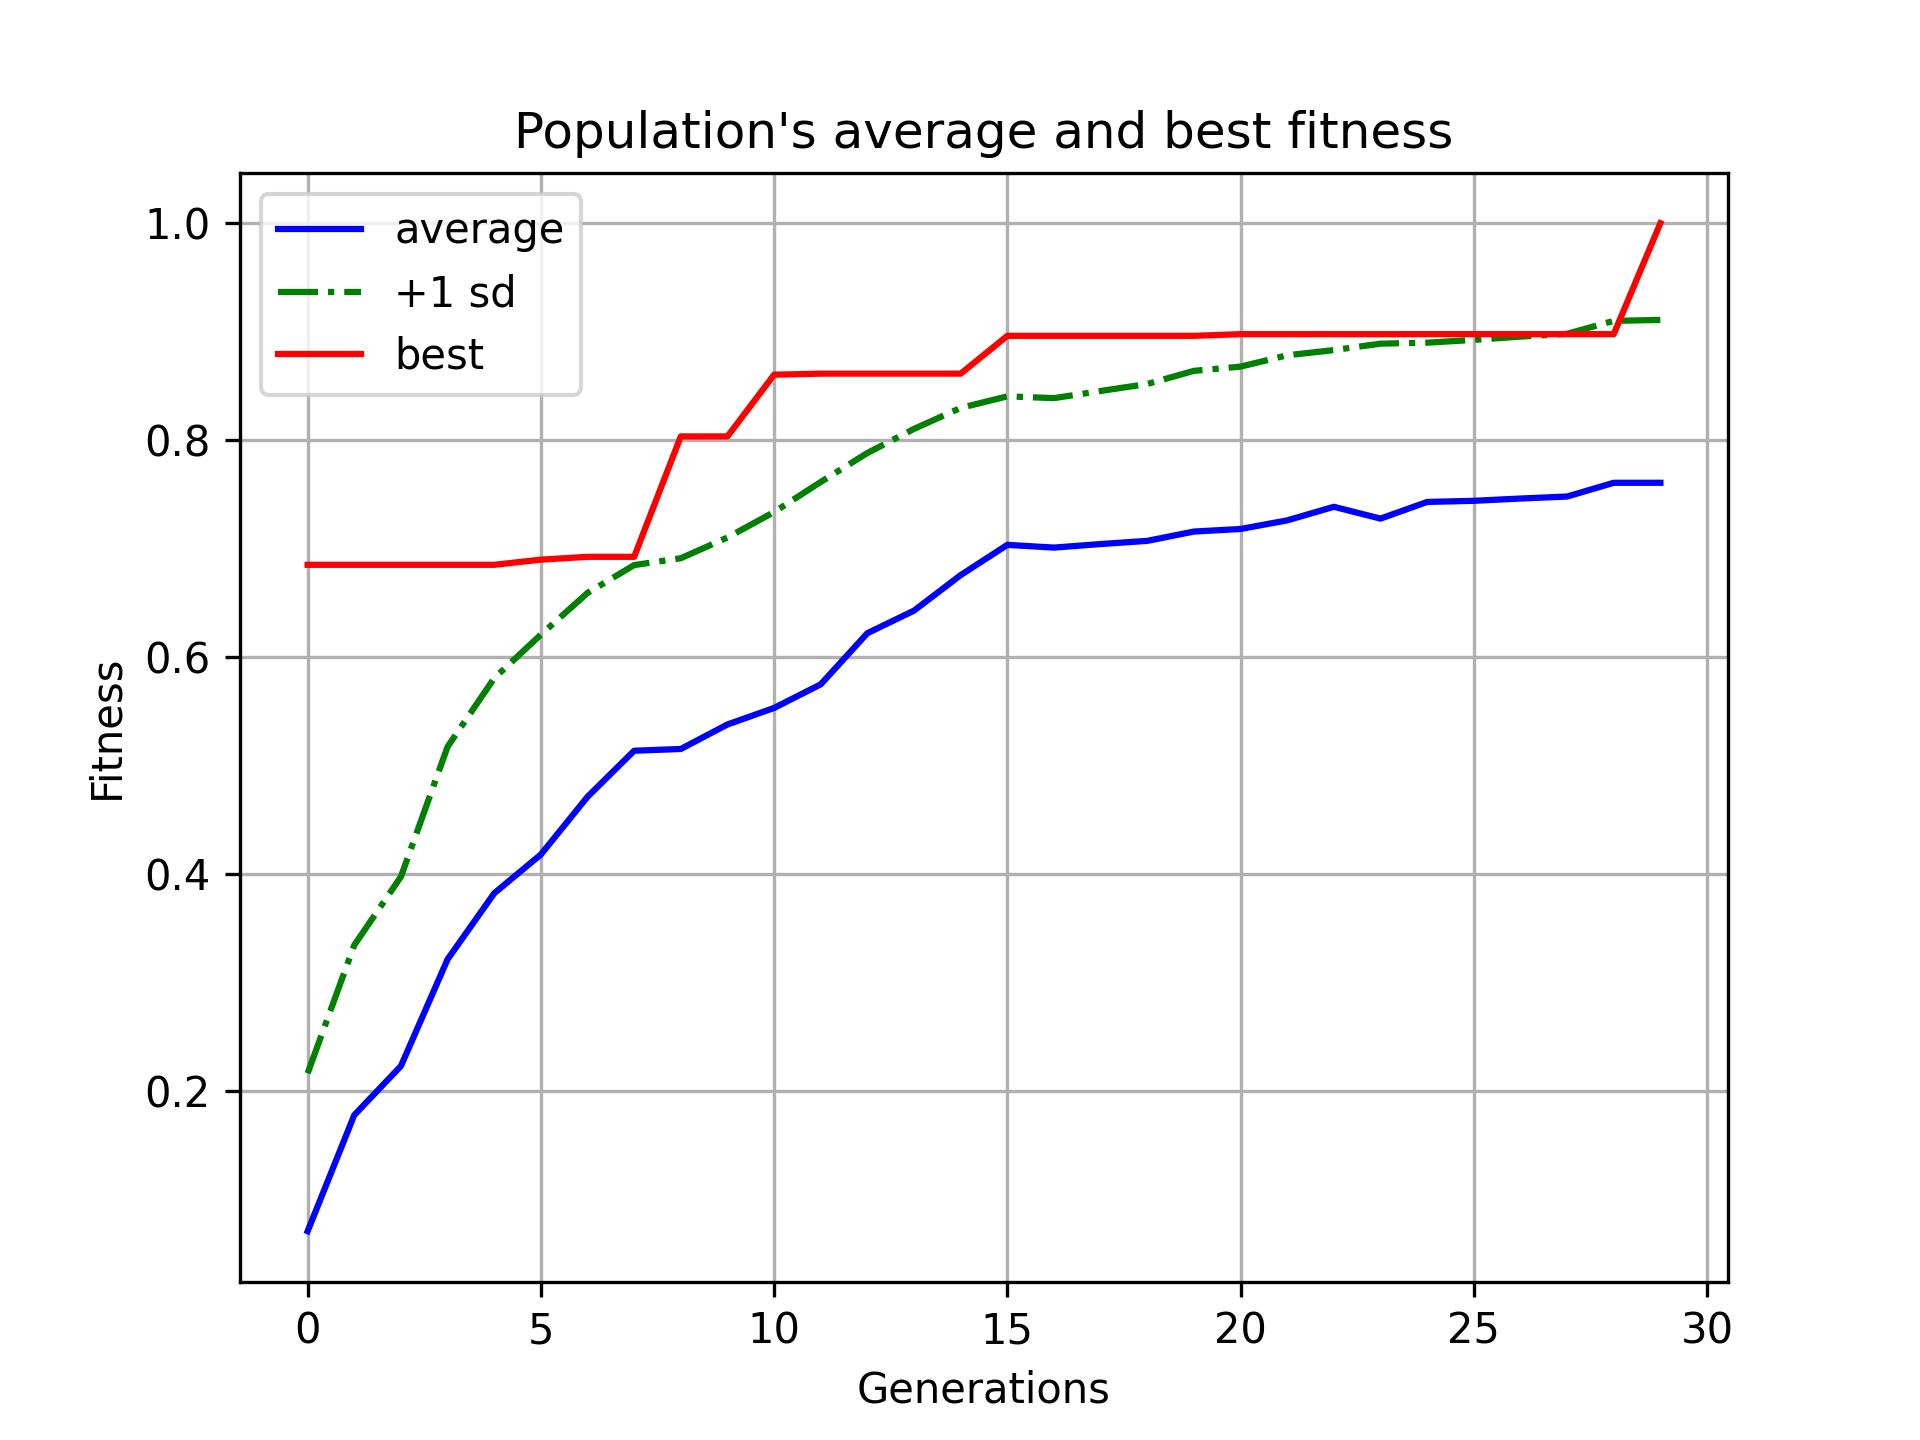 Population's average and best fitness
average
+1 sd
best
1.0
0.8
0.6
0.4
0.2
Fitness
0 5 10 15 20 25 30
Generations